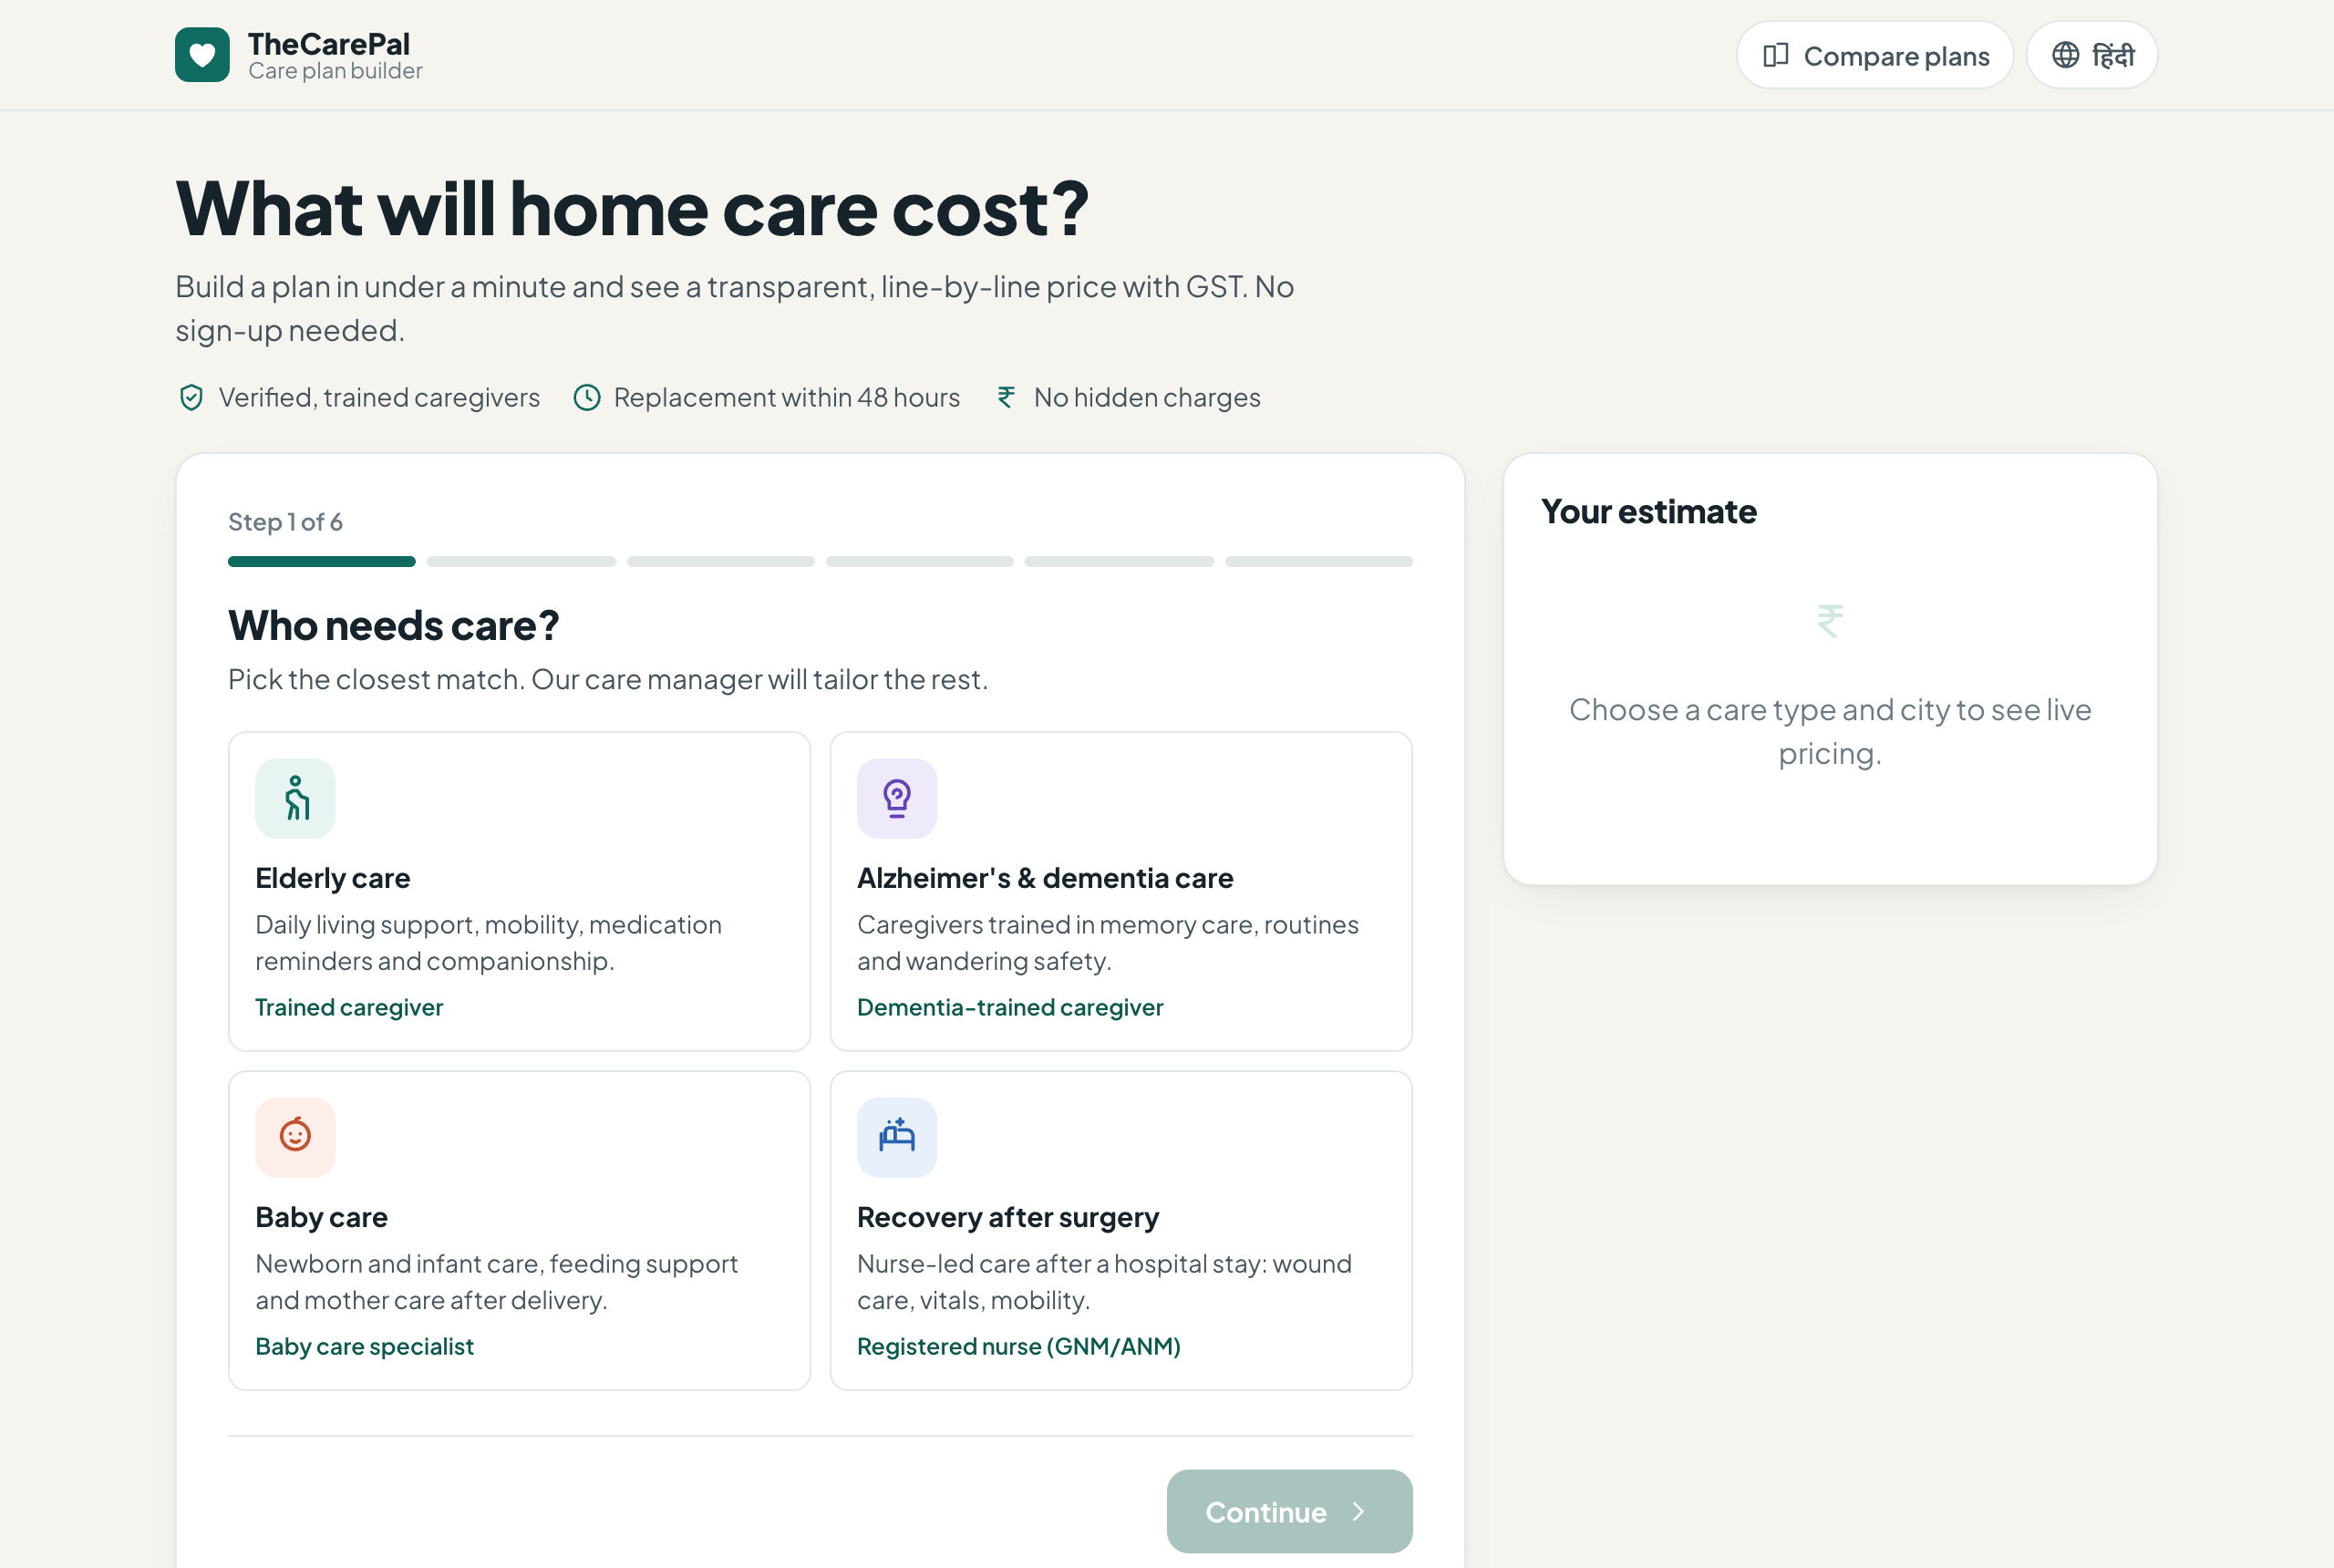 TheCarePal
Care plan builder
Compare plans
हिंदी
What will home care cost?
Build a plan in under a minute and see a transparent, line-by-line price with GST. No
sign-up needed.
Verified, trained caregivers
Replacement within 48 hours
₹ No hidden charges
Step 1 of 6
Who needs care?
Pick the closest match. Our care manager will tailor the rest.
Elderly care
Daily living support, mobility, medication
reminders and companionship.
Trained caregiver
Alzheimer's & dementia care
Caregivers trained in memory care, routines
and wandering safety.
Dementia-trained caregiver
Baby care
Newborn and infant care, feeding support
and mother care after delivery.
Baby care specialist
Recovery after surgery
Nurse-led care after a hospital stay: wound
care, vitals, mobility.
Registered nurse (GNM/ANM)
Continue
Your estimate
₹
Choose a care type and city to see live
pricing.